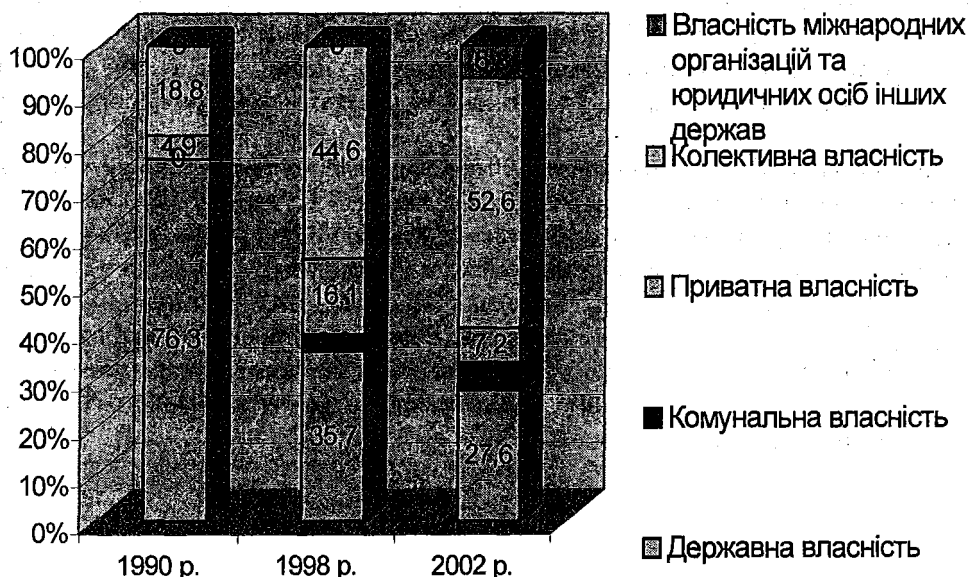 100%
90%
80%
70%
60%
50%
40%
30%
20%
10%
0%
0
18,8
4,9
0
76,3
0
44,6
16,1
35,7
52,6
7,2
27,6
1990 р.
1998 р.
2002 р.
Власність міжнародних
організацій та
юридичних осіб інших
держав
Колективна власність
Приватна власність
Комунальна власність
Державна власність